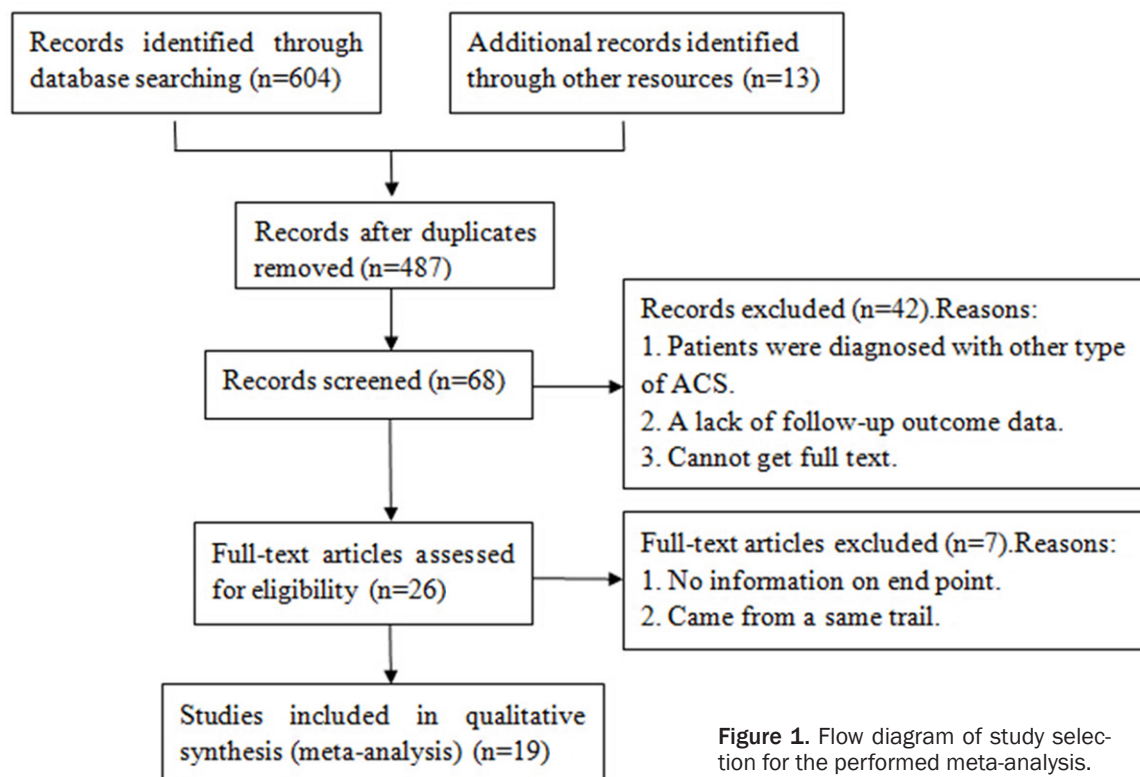 Records identified through
database searching (n=604)
Additional records identified
through other resources (n=13)
Records after duplicates
removed (n=487)
Records screened (n=68)
Records excluded (n=42).Reasons:
1. Patients were diagnosed with other type
of ACS.
2. A lack of follow-up outcome data.
3. Cannot get full text.
Full-text articles assessed
for eligibility (n=26)
Full-text articles excluded (n=7).Reasons:
1. No information on end point.
2. Came from a same trail.
Studies included in qualitative
synthesis (meta-analysis) (n=19)
Figure 1. Flow diagram of study selec-
tion for the performed meta-analysis.